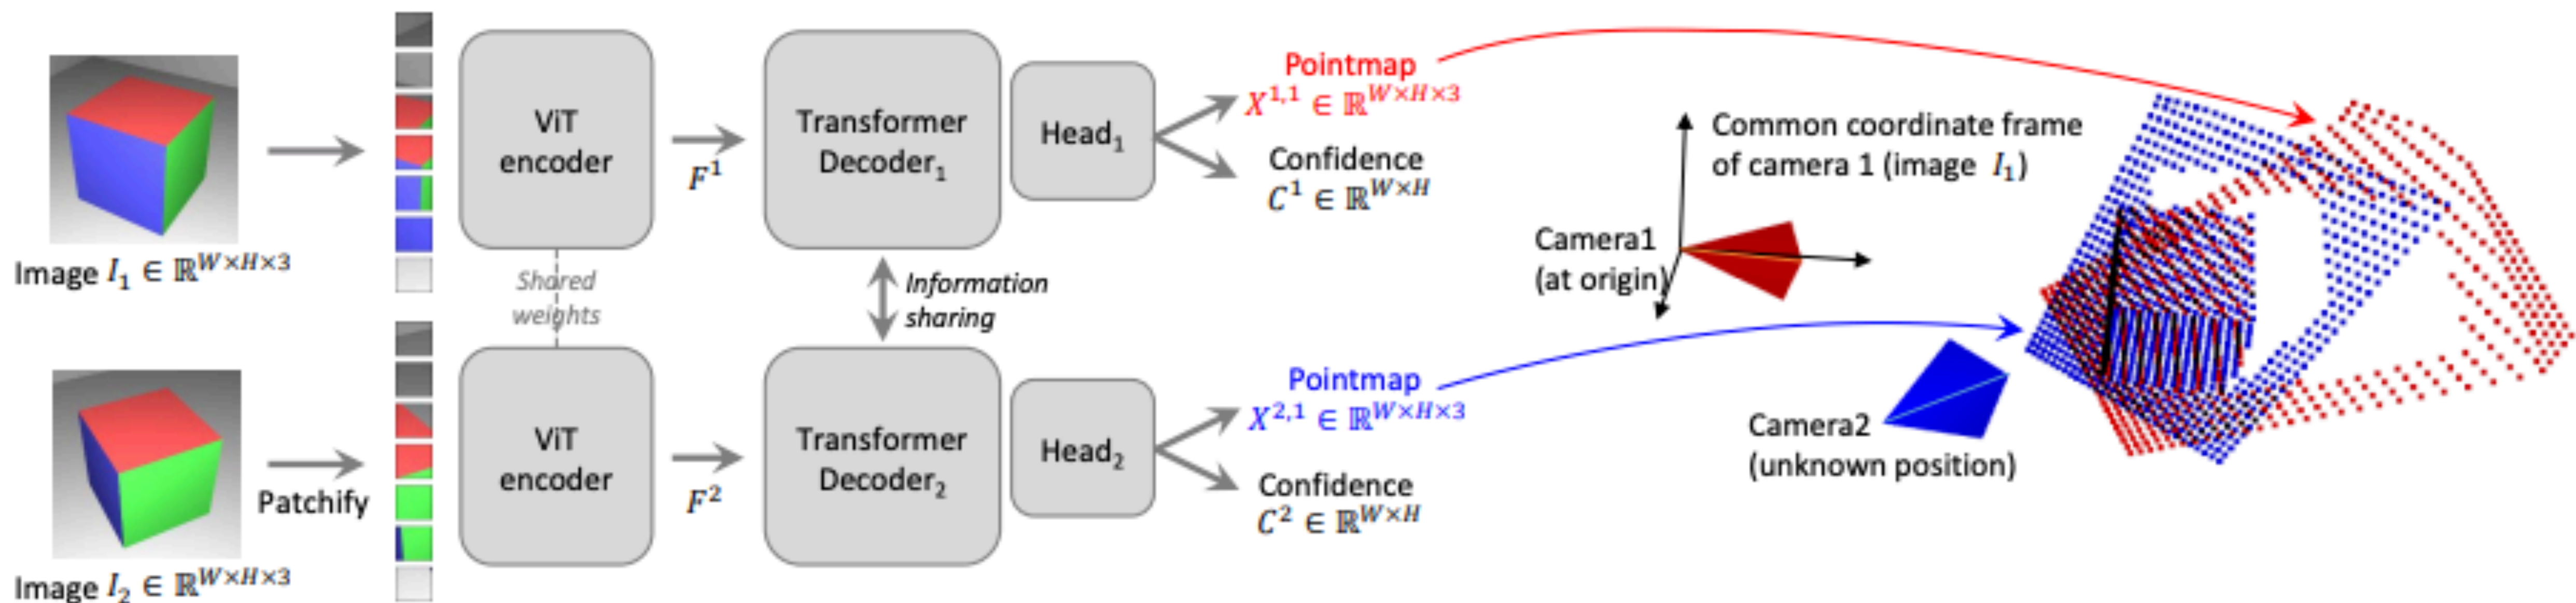 Image I₁ ∈ ℝ^{W×H×3}
ViT
encoder
F¹
Transformer
Decoder₁
Head₁
Pointmap
X^{1,1} ∈ ℝ^{W×H×3}
Confidence
C¹ ∈ ℝ^{W×H}
Shared
weights
Information
sharing
Common coordinate frame
of camera 1 (image I₁)
Camera1
(at origin)
Image I₂ ∈ ℝ^{W×H×3}
Patchify
ViT
encoder
F²
Transformer
Decoder₂
Head₂
Pointmap
X^{2,1} ∈ ℝ^{W×H×3}
Confidence
C² ∈ ℝ^{W×H}
Camera2
(unknown position)